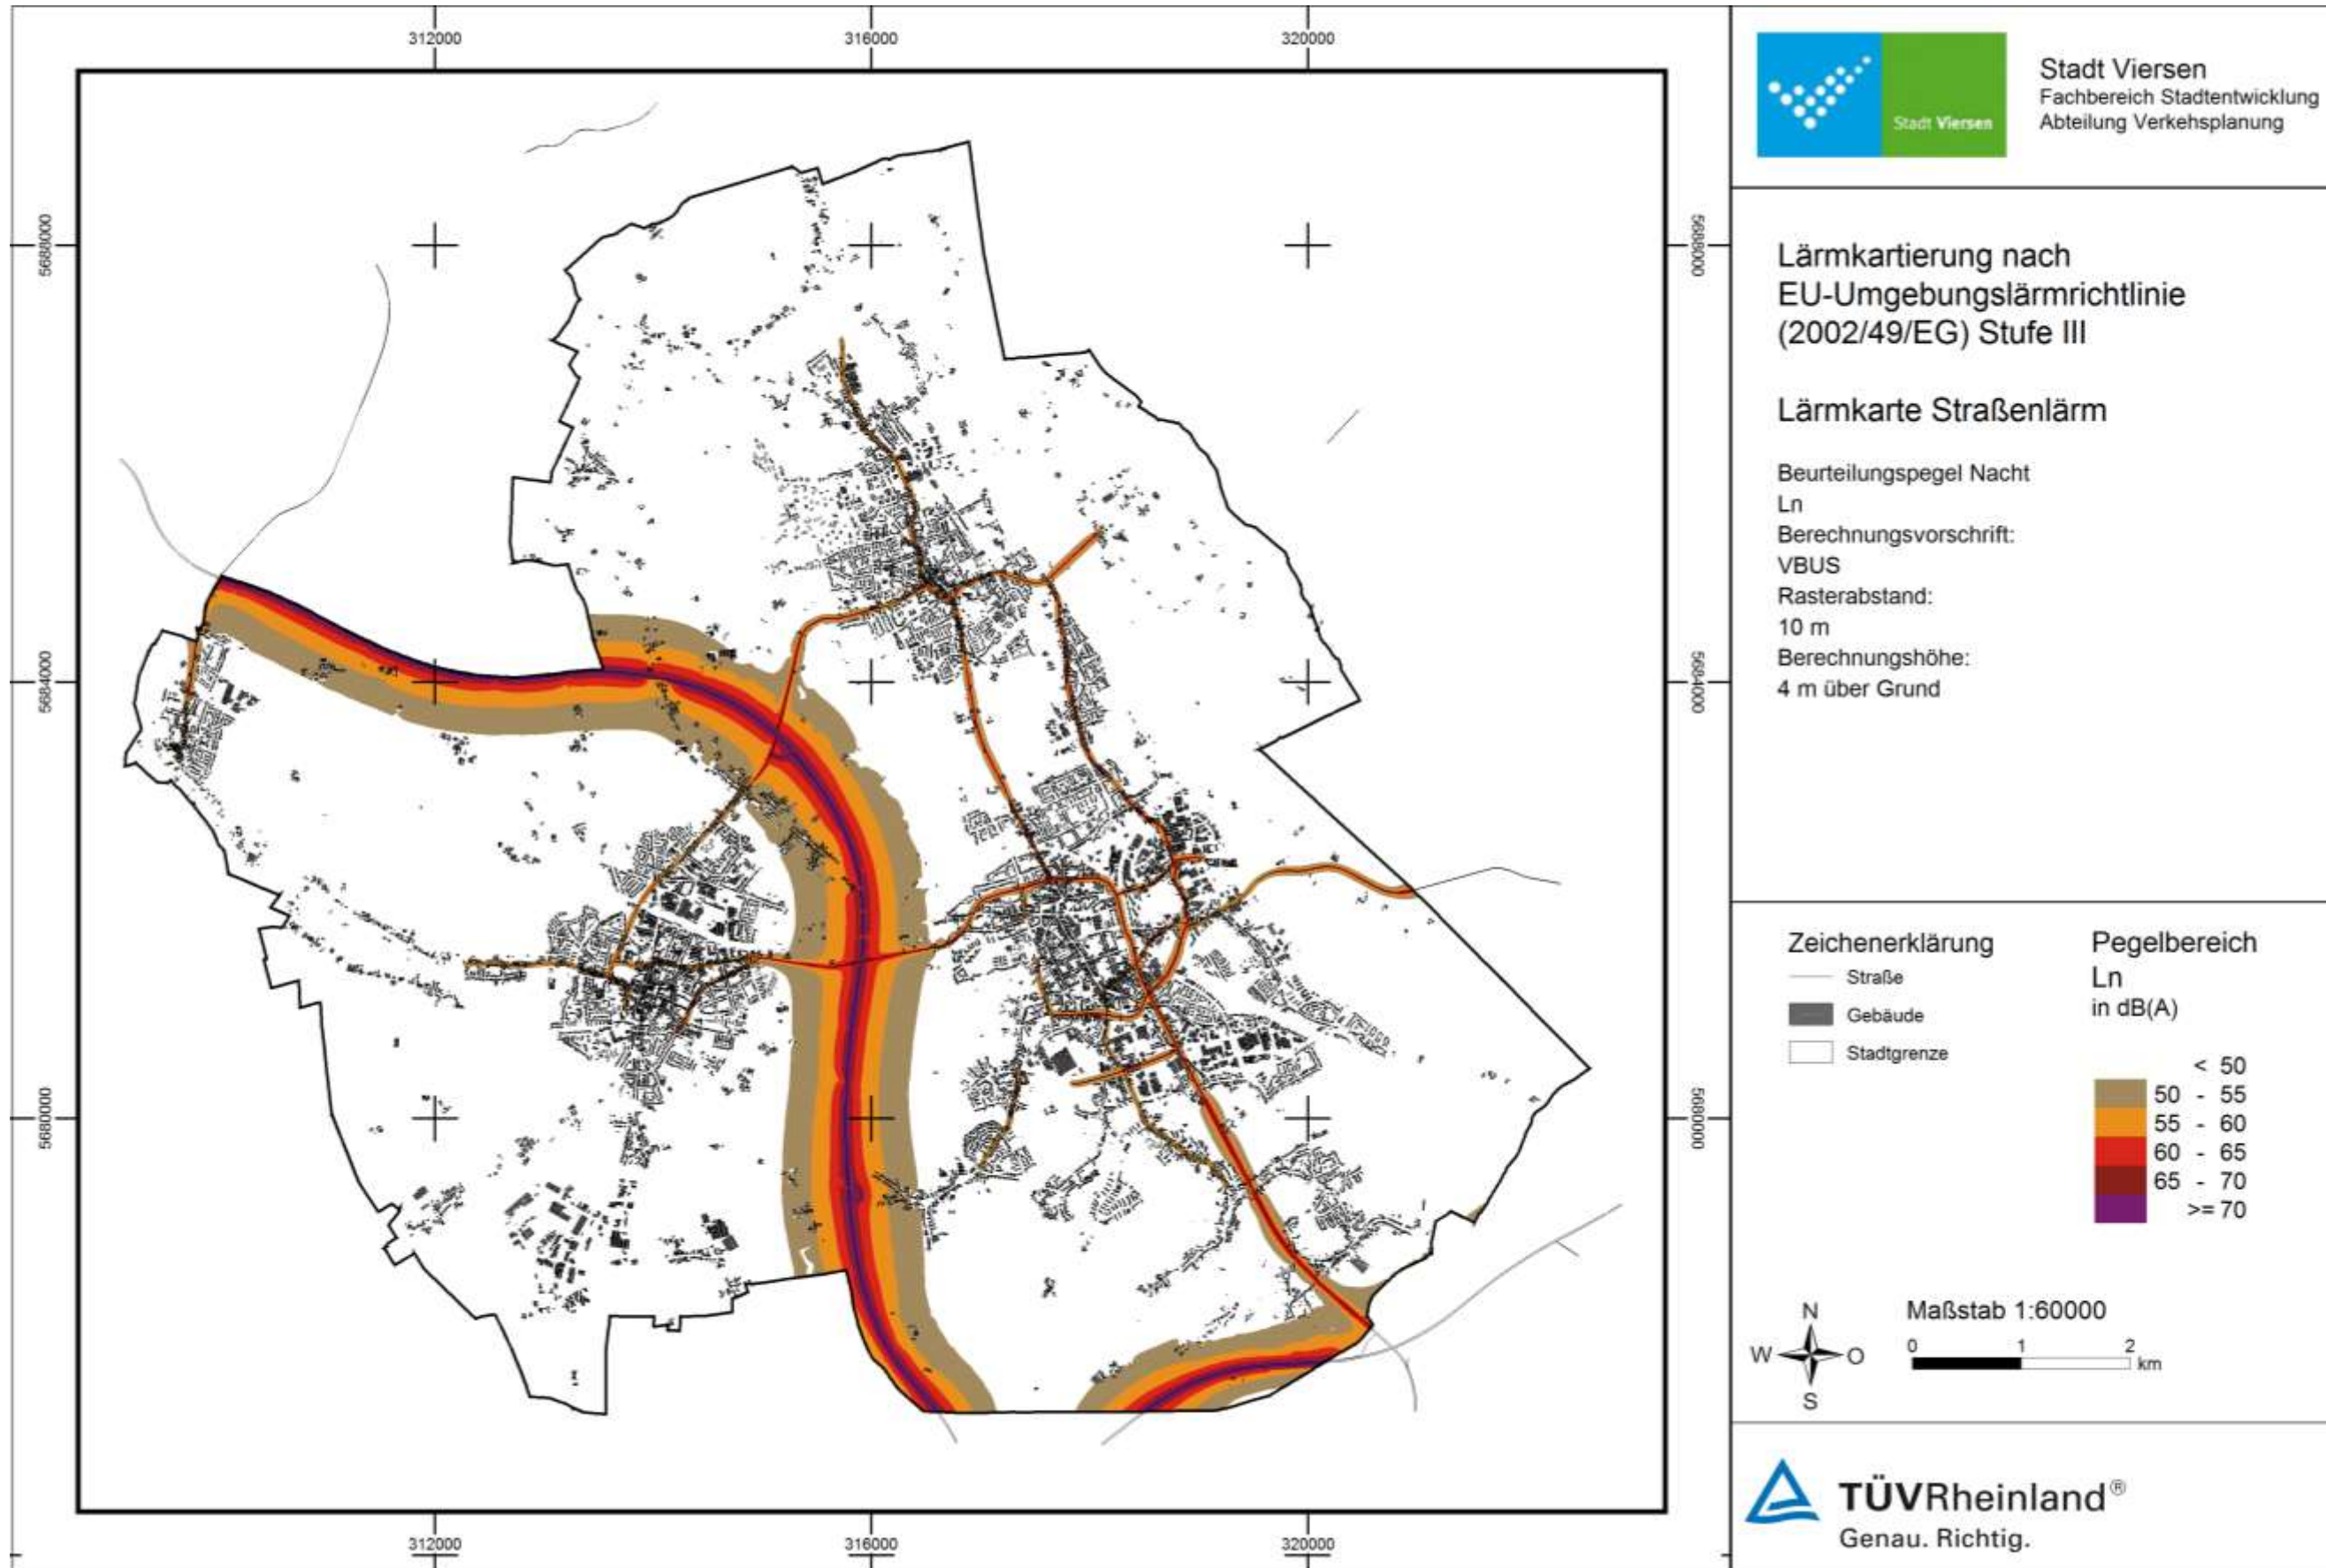 312000
316000
320000
5688000
5688000
5684000
5684000
5680000
5680000
312000
316000
320000
Stadt Viersen
Stadt Viersen
Fachbereich Stadtentwicklung
Abteilung Verkehsplanung
Lärmkartierung nach
EU-Umgebungslärmrichtlinie
(2002/49/EG) Stufe III
Lärmkarte Straßenlärm
Beurteilungspegel Nacht
Ln
Berechnungsvorschrift:
VBUS
Rasterabstand:
10 m
Berechnungshöhe:
4 m über Grund
Zeichenerklärung
Straße
Gebäude
Stadtgrenze
Pegelbereich
Ln
in dB(A)
< 50
50 - 55
55 - 60
60 - 65
65 - 70
>= 70
N
W O
S
Maßstab 1:60000
0 1 2
km
TÜVRheinland®
Genau. Richtig.